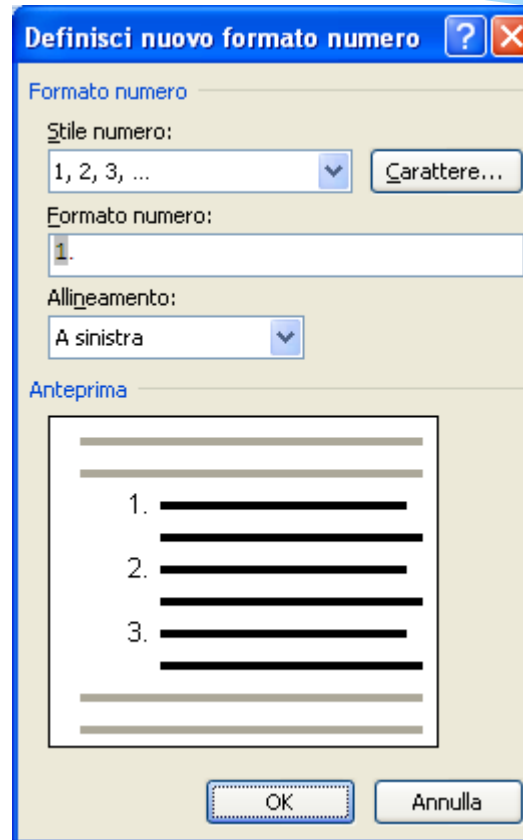 Definisci nuovo formato numero
Formato numero
Stile numero:
1, 2, 3, ...
Carattere...
Formato numero:
1.
Allineamento:
A sinistra
Anteprima
1.
2.
3.
OK Annulla